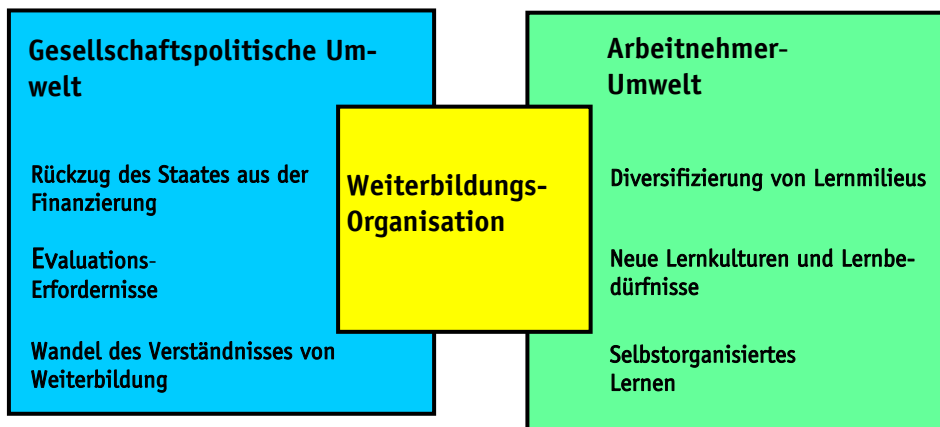 Gesellschaftspolitische Um-
welt
Rückzug des Staates aus der
Finanzierung
Evaluations-
Erfordernisse
Wandel des Verständnisses von
Weiterbildung
Weiterbildungs-
Organisation
Arbeitnehmer-
Umwelt
Diversifizierung von Lernmilieus
Neue Lernkulturen und Lernbe-
dürfnisse
Selbstorganisiertes
Lernen